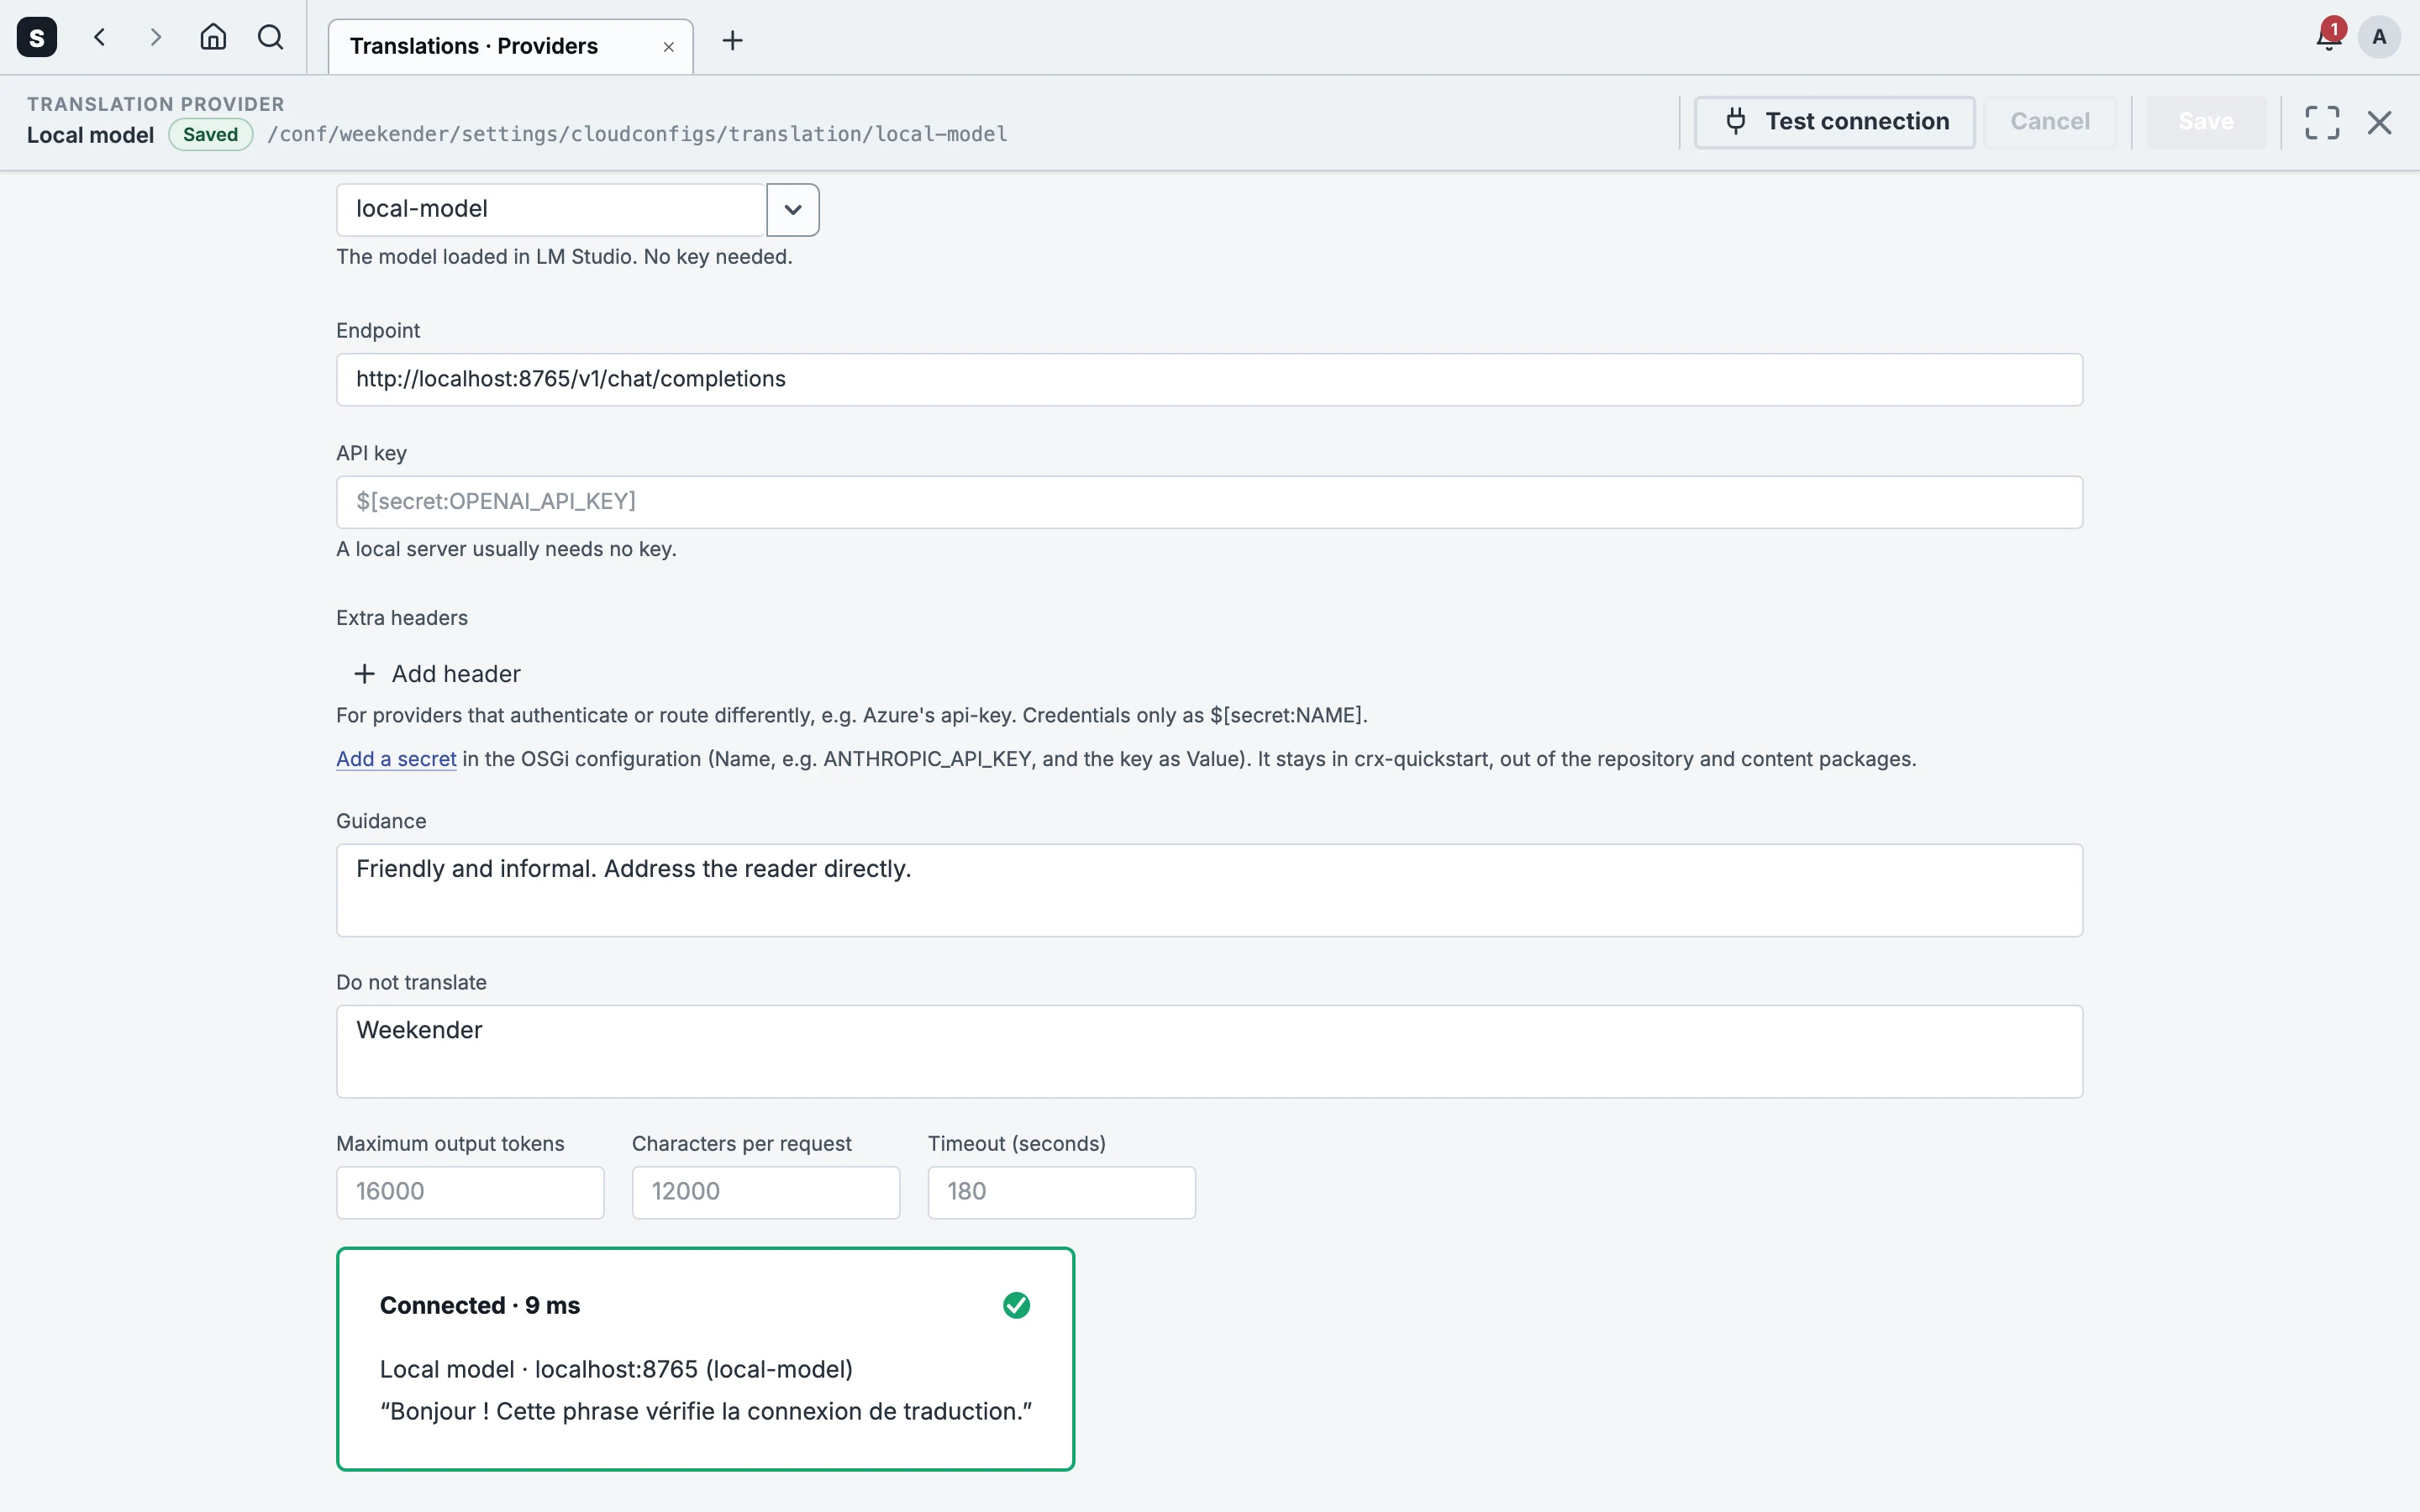 S
Translations · Providers
1
A
TRANSLATION PROVIDER
Local model Saved /conf/weekender/settings/cloudconfigs/translation/local-model
Test connection
Cancel
Save
local-model
The model loaded in LM Studio. No key needed.
Endpoint
http://localhost:8765/v1/chat/completions
API key
$[secret:OPENAI_API_KEY]
A local server usually needs no key.
Extra headers
Add header
For providers that authenticate or route differently, e.g. Azure's api-key. Credentials only as $[secret:NAME].
Add a secret in the OSGi configuration (Name, e.g. ANTHROPIC_API_KEY, and the key as Value). It stays in crx-quickstart, out of the repository and content packages.
Guidance
Friendly and informal. Address the reader directly.
Do not translate
Weekender
Maximum output tokens Characters per request Timeout (seconds)
16000 12000 180
Connected · 9 ms
Local model · localhost:8765 (local-model)
“Bonjour ! Cette phrase vérifie la connexion de traduction.”